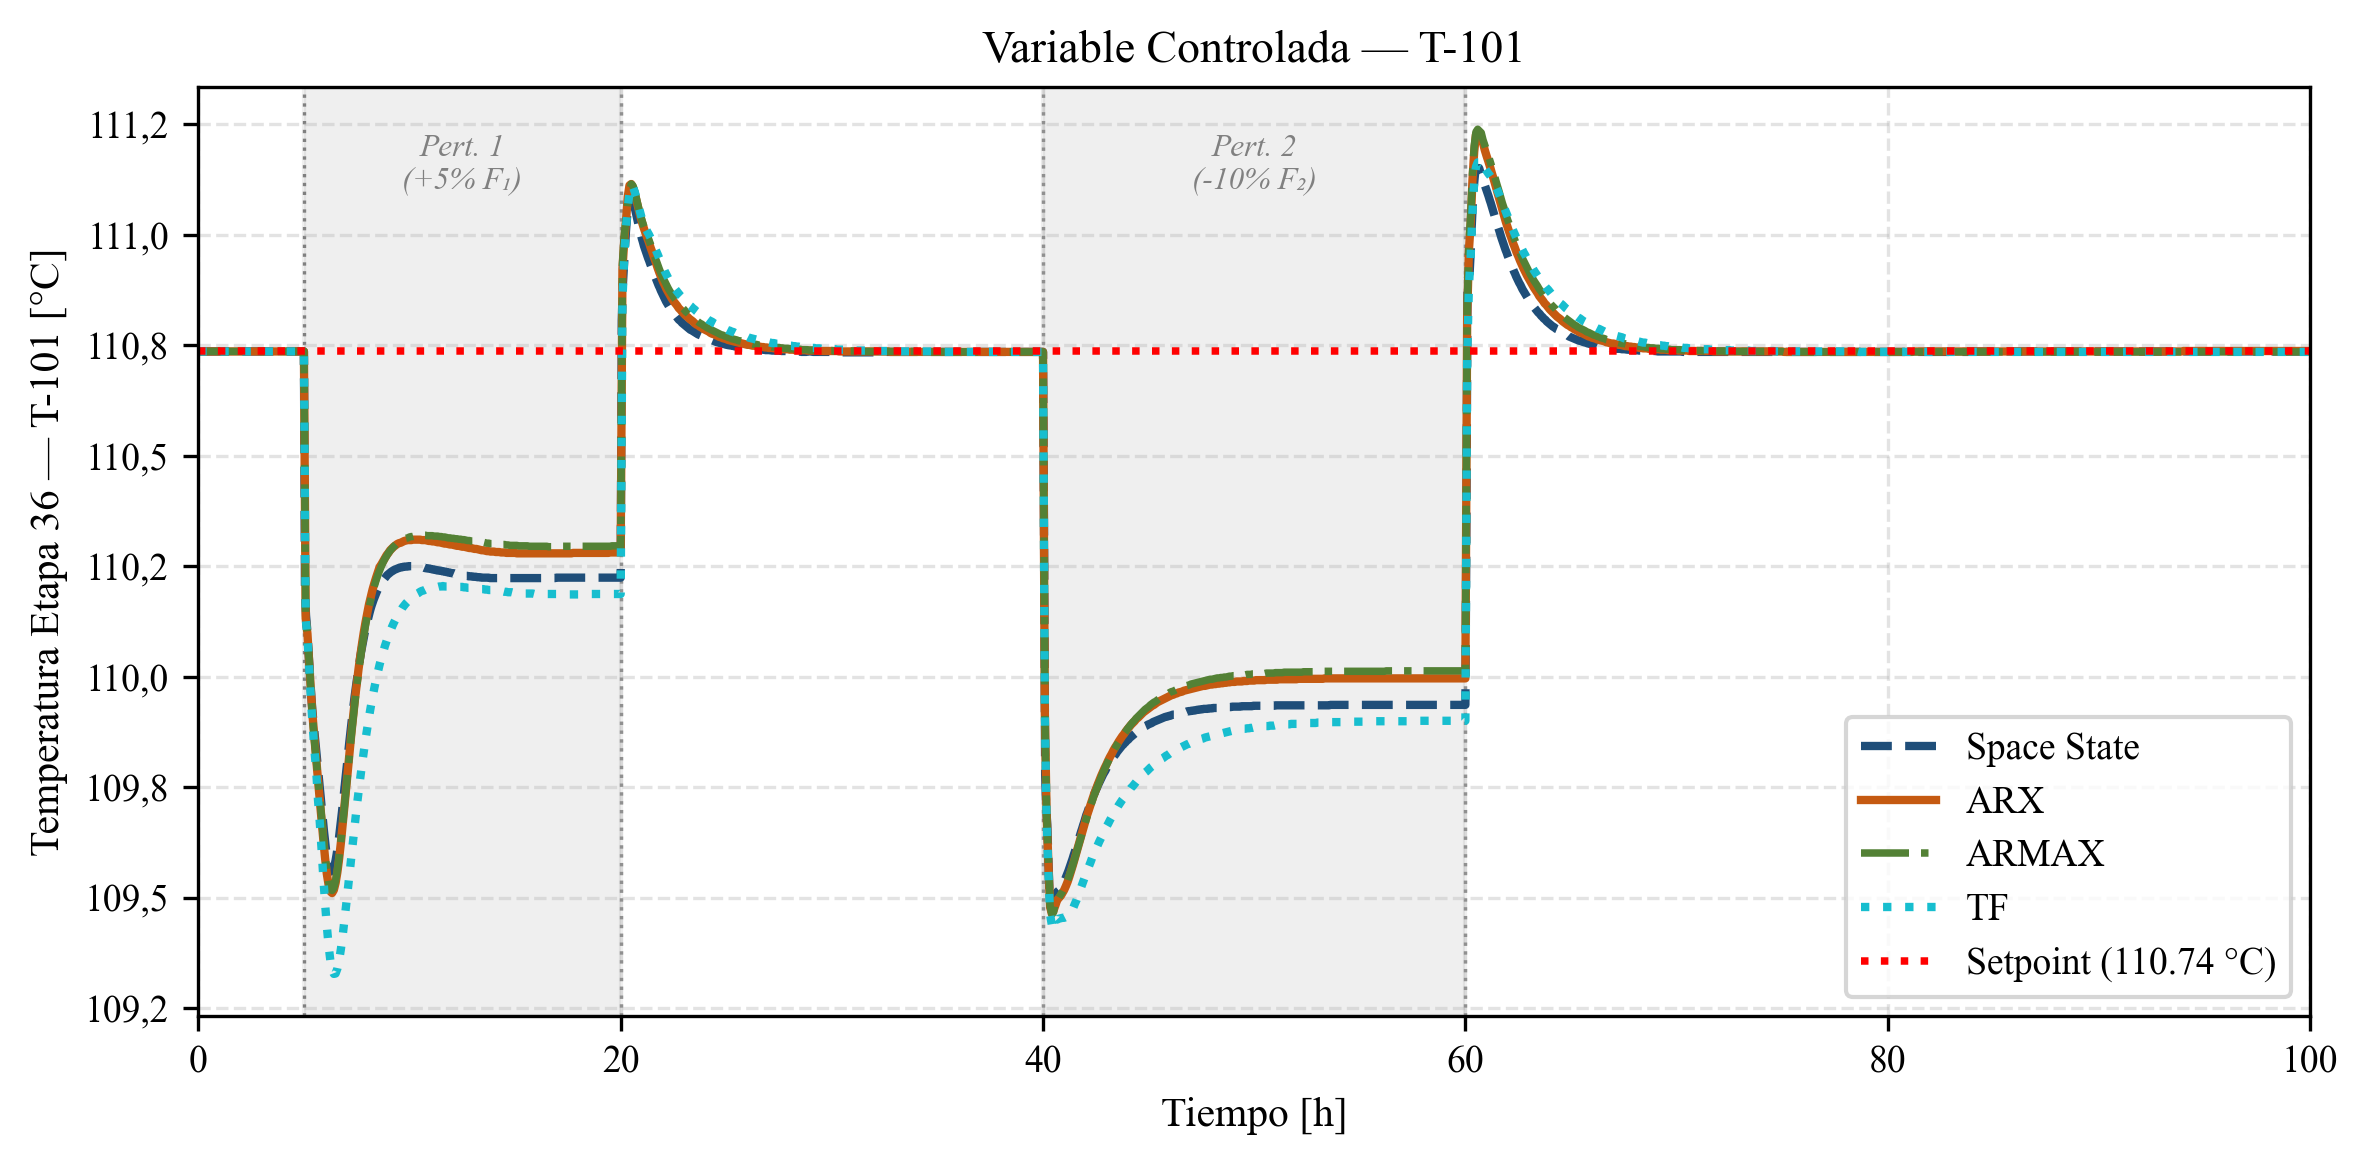 Variable Controlada — T-101
Temperatura Etapa 36 — T-101 [°C]
111,2
111,0
110,8
110,5
110,2
110,0
109,8
109,5
109,2
Pert. 1
(+5% F₁)
Pert. 2
(-10% F₂)
Space State
ARX
ARMAX
TF
Setpoint (110.74 °C)
0
20
40
60
80
100
Tiempo [h]